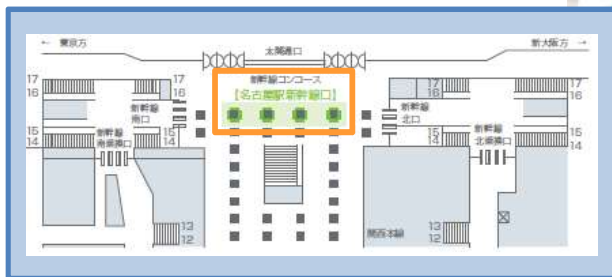 ← 東京方
新大阪方 →
太閤通口
新幹線コンコース
【名古屋駅新幹線口】
17
16
17
16
17
16
17
16
新幹線
南口
新幹線
北口
15
14
新幹線
南乗換口
15
14
15
14
新幹線
北乗換口
15
14
13
12
関西本線
13
12